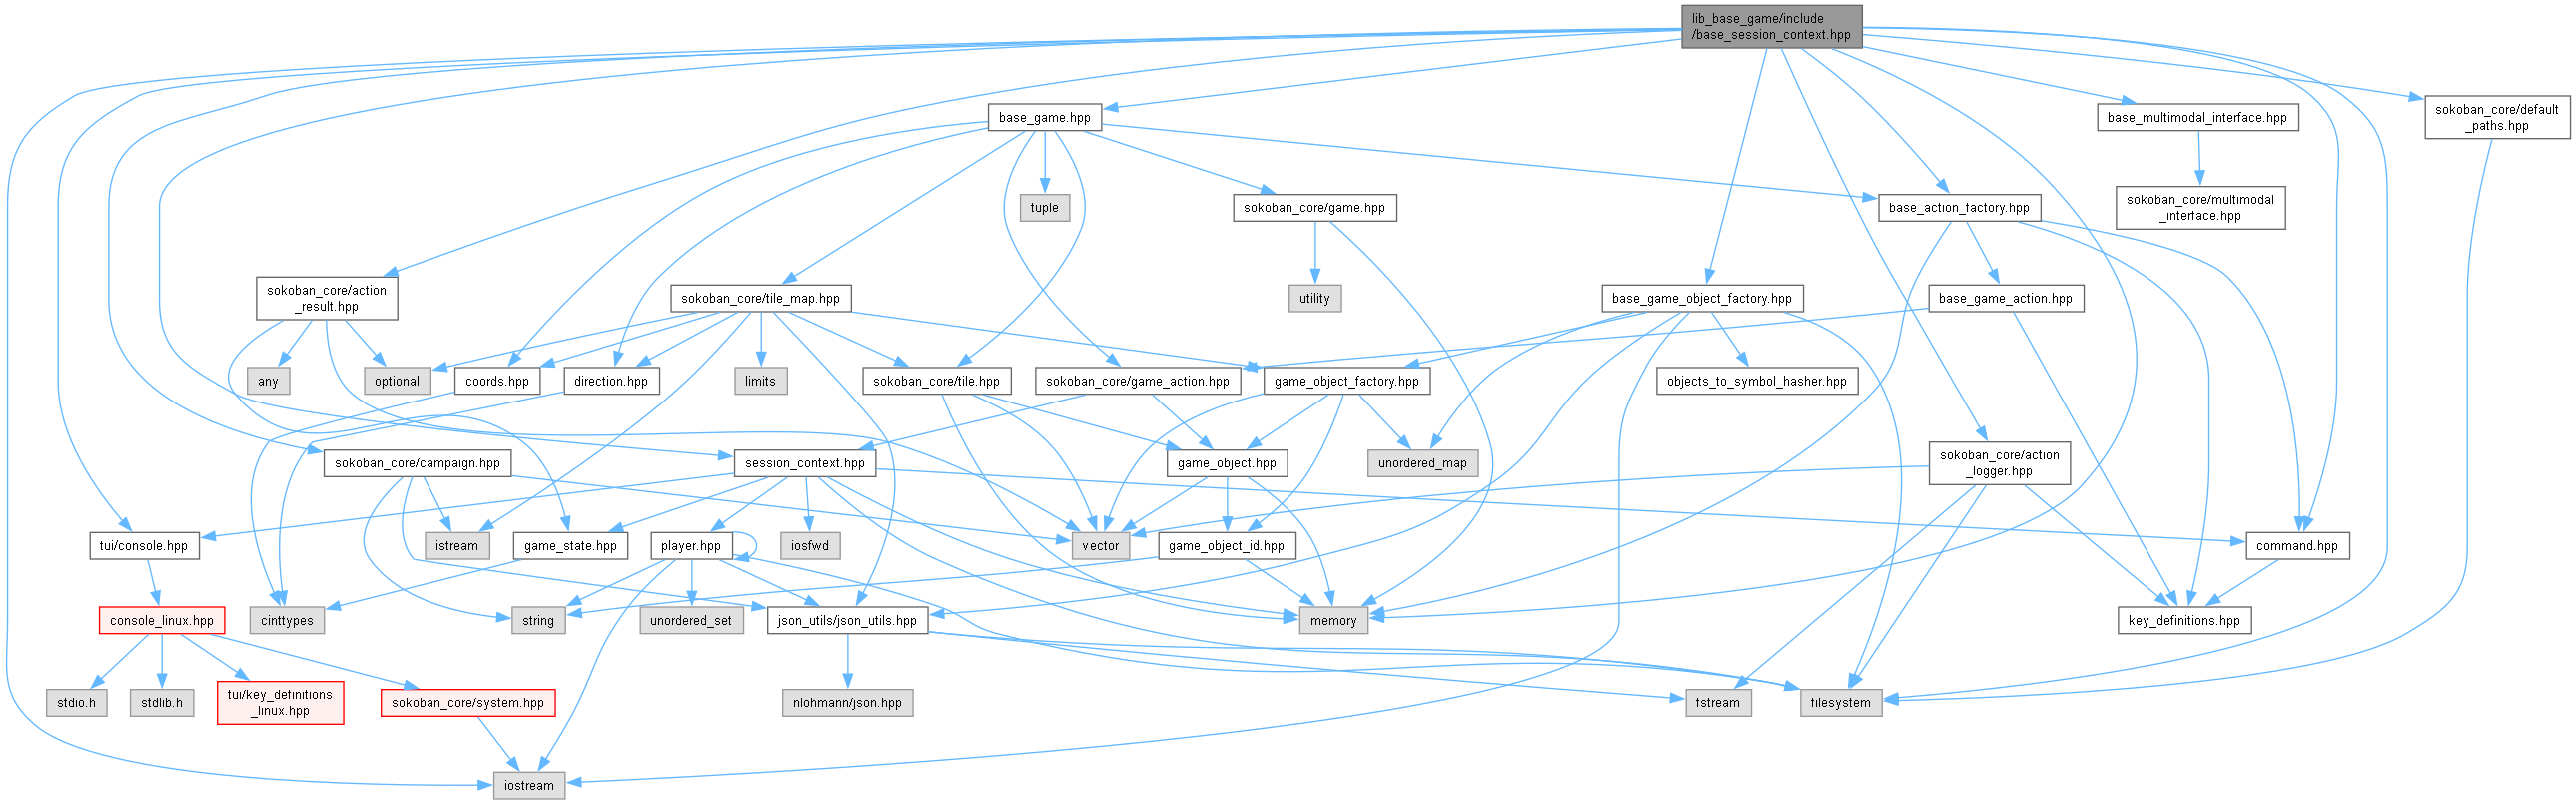 lib_base_game/include
/base_session_context.hpp
base_game.hpp
base_multimodal_interface.hpp
sokoban_core/default
_paths.hpp
tuple
sokoban_core/game.hpp
base_action_factory.hpp
sokoban_core/multimodal
_interface.hpp
sokoban_core/action
_result.hpp
sokoban_core/tile_map.hpp
utility
base_game_object_factory.hpp
base_game_action.hpp
any
optional
coords.hpp
direction.hpp
limits
sokoban_core/tile.hpp
sokoban_core/game_action.hpp
game_object_factory.hpp
objects_to_symbol_hasher.hpp
sokoban_core/campaign.hpp
session_context.hpp
game_object.hpp
unordered_map
sokoban_core/action
_logger.hpp
tui/console.hpp
istream
game_state.hpp
player.hpp
iosfwd
vector
game_object_id.hpp
command.hpp
console_linux.hpp
cinttypes
string
unordered_set
json_utils/json_utils.hpp
memory
key_definitions.hpp
stdio.h
stdlib.h
tui/key_definitions
_linux.hpp
sokoban_core/system.hpp
nlohmann/json.hpp
fstream
filesystem
iostream